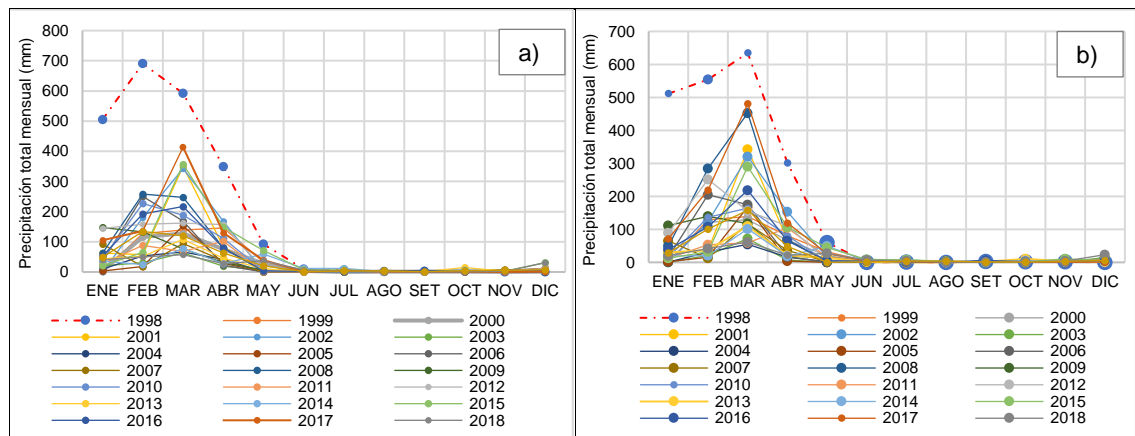 a)
Precipitación total mensual (mm)
800
700
600
500
400
300
200
100
0
ENE FEB MAR ABR MAY JUN JUL AGO SET OCT NOV DIC
1998 1999 2000
2001 2002 2003
2004 2005 2006
2007 2008 2009
2010 2011 2012
2013 2014 2015
2016 2017 2018
b)
Precipitación total mensual (mm)
700
600
500
400
300
200
100
0
ENE FEB MAR ABR MAY JUN JUL AGO SET OCT NOV DIC
1998 1999 2000
2001 2002 2003
2004 2005 2006
2007 2008 2009
2010 2011 2012
2013 2014 2015
2016 2017 2018